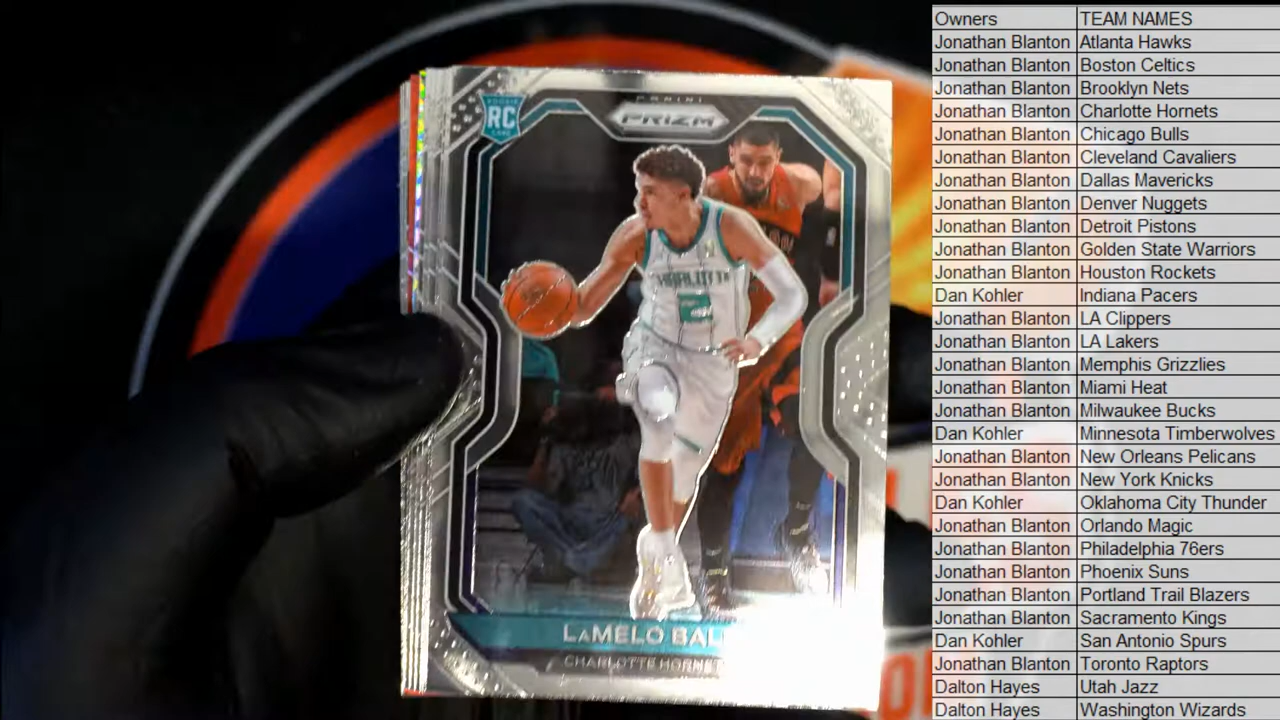 ROOKIE
RC
CARD
PANINI
PRIZM
CHARLOTTE
2
LAMELO BALL
CHARLOTTE HORNETS
Owners TEAM NAMES
Jonathan Blanton Atlanta Hawks
Jonathan Blanton Boston Celtics
Jonathan Blanton Brooklyn Nets
Jonathan Blanton Charlotte Hornets
Jonathan Blanton Chicago Bulls
Jonathan Blanton Cleveland Cavaliers
Jonathan Blanton Dallas Mavericks
Jonathan Blanton Denver Nuggets
Jonathan Blanton Detroit Pistons
Jonathan Blanton Golden State Warriors
Jonathan Blanton Houston Rockets
Dan Kohler Indiana Pacers
Jonathan Blanton LA Clippers
Jonathan Blanton LA Lakers
Jonathan Blanton Memphis Grizzlies
Jonathan Blanton Miami Heat
Jonathan Blanton Milwaukee Bucks
Dan Kohler Minnesota Timberwolves
Jonathan Blanton New Orleans Pelicans
Jonathan Blanton New York Knicks
Dan Kohler Oklahoma City Thunder
Jonathan Blanton Orlando Magic
Jonathan Blanton Philadelphia 76ers
Jonathan Blanton Phoenix Suns
Jonathan Blanton Portland Trail Blazers
Jonathan Blanton Sacramento Kings
Dan Kohler San Antonio Spurs
Jonathan Blanton Toronto Raptors
Dalton Hayes Utah Jazz
Dalton Hayes Washington Wizards